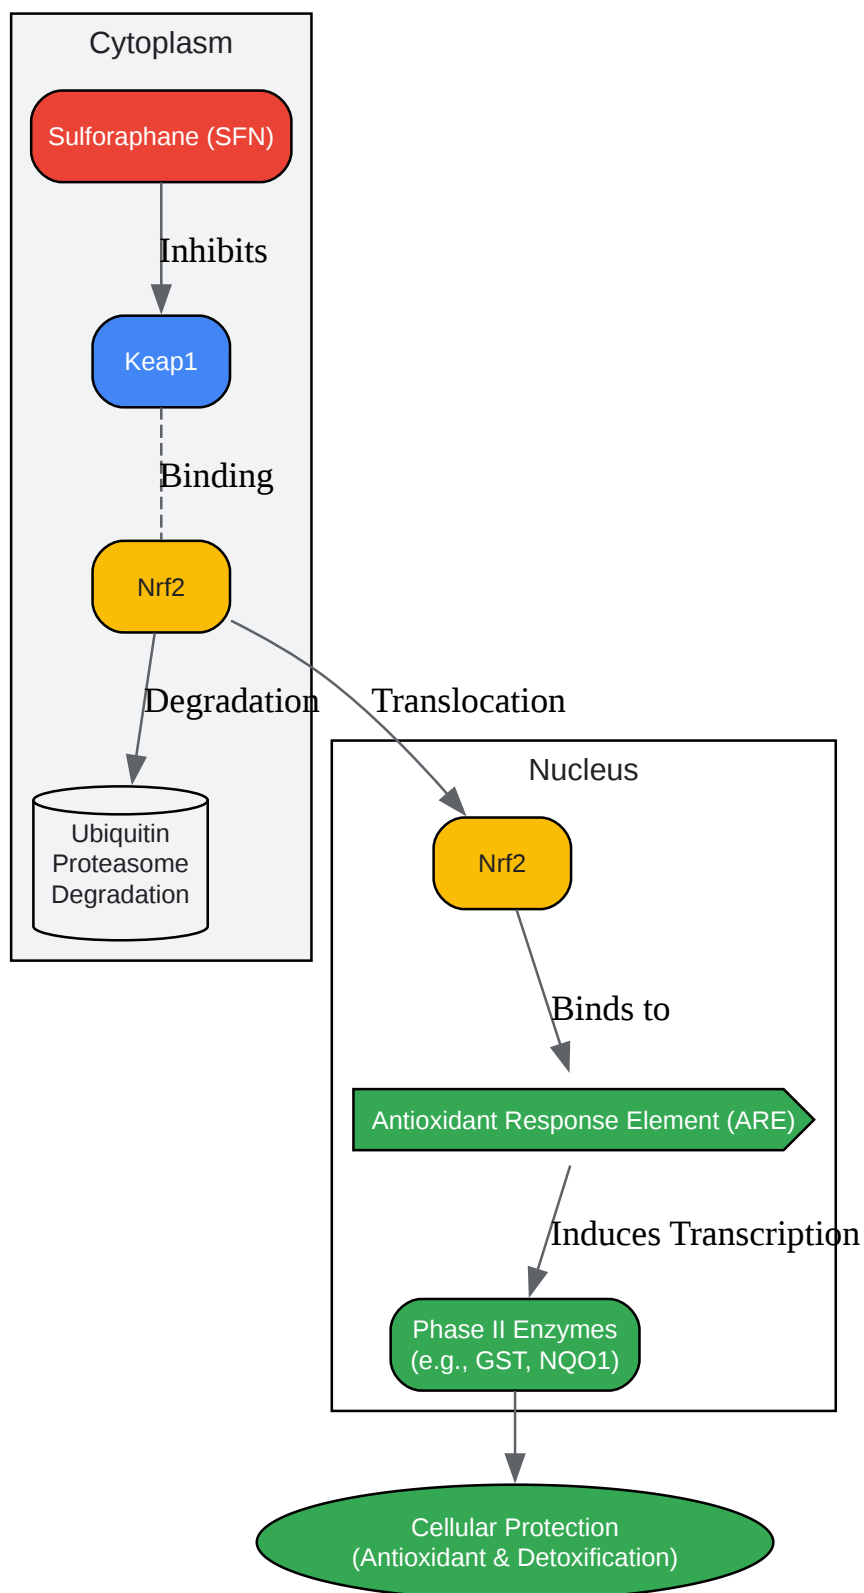 Cytoplasm
Sulforaphane (SFN)
Inhibits
Keap1
Binding
Nrf2
Degradation
Translocation
Ubiquitin
Proteasome
Degradation
Nucleus
Nrf2
Binds to
Antioxidant Response Element (ARE)
Induces Transcription
Phase II Enzymes
(e.g., GST, NQO1)
Cellular Protection
(Antioxidant & Detoxification)